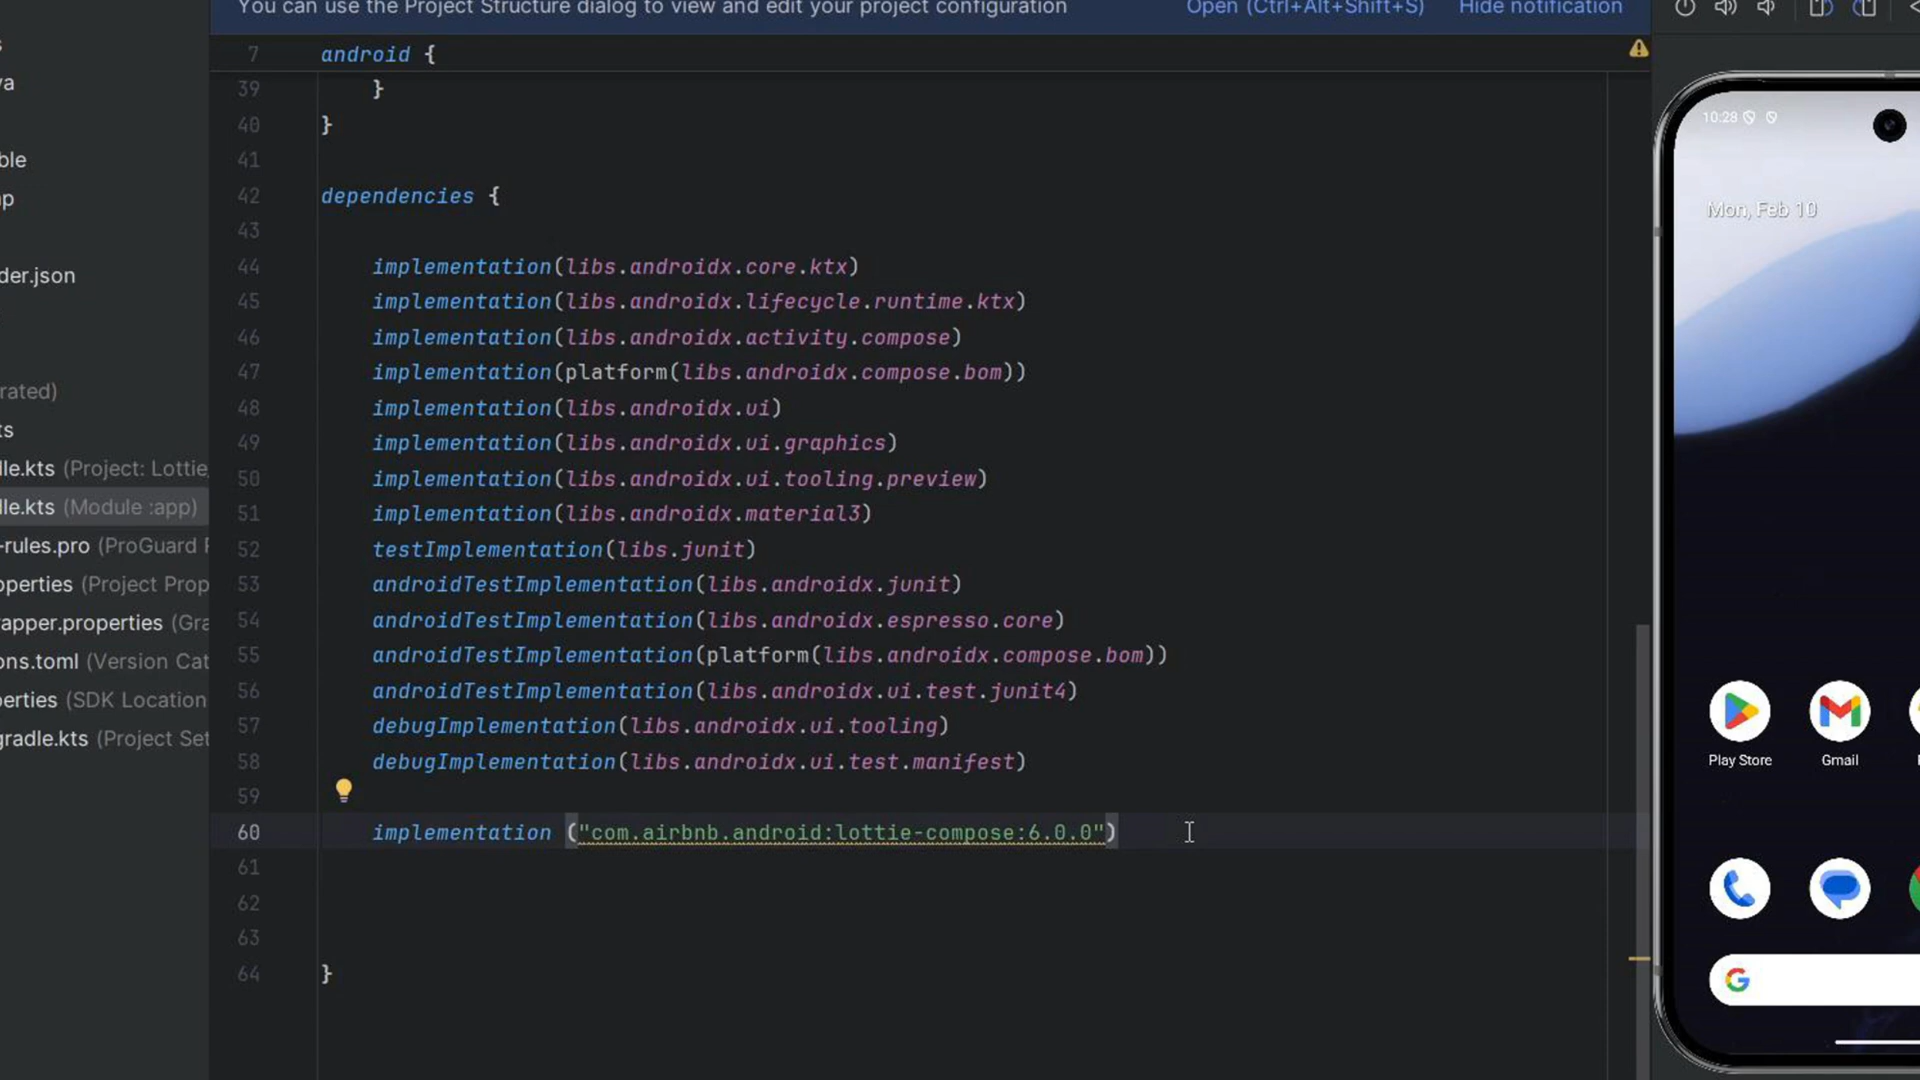 You can use the Project Structure dialog to view and edit your project configuration
Open (Ctrl+Alt+Shift+S) Hide notification
s
va
ble
p
der.json
rated)
ts
le.kts (Project: Lottie
le.kts (Module :app)
-rules.pro (ProGuard
operties (Project Prop
rapper.properties (Gra
ons.toml (Version Cat
perties (SDK Location
gradle.kts (Project Set
7 android {
39 }
40 }
41
42 dependencies {
43
44 implementation(libs.androidx.core.ktx)
45 implementation(libs.androidx.lifecycle.runtime.ktx)
46 implementation(libs.androidx.activity.compose)
47 implementation(platform(libs.androidx.compose.bom))
48 implementation(libs.androidx.ui)
49 implementation(libs.androidx.ui.graphics)
50 implementation(libs.androidx.ui.tooling.preview)
51 implementation(libs.androidx.material3)
52 testImplementation(libs.junit)
53 androidTestImplementation(libs.androidx.junit)
54 androidTestImplementation(libs.androidx.espresso.core)
55 androidTestImplementation(platform(libs.androidx.compose.bom))
56 androidTestImplementation(libs.androidx.ui.test.junit4)
57 debugImplementation(libs.androidx.ui.tooling)
58 debugImplementation(libs.androidx.ui.test.manifest)
59
60 implementation ("com.airbnb.android:lottie-compose:6.0.0")
61
62
63
64 }
10:28
Mon, Feb 10
Play Store
Gmail